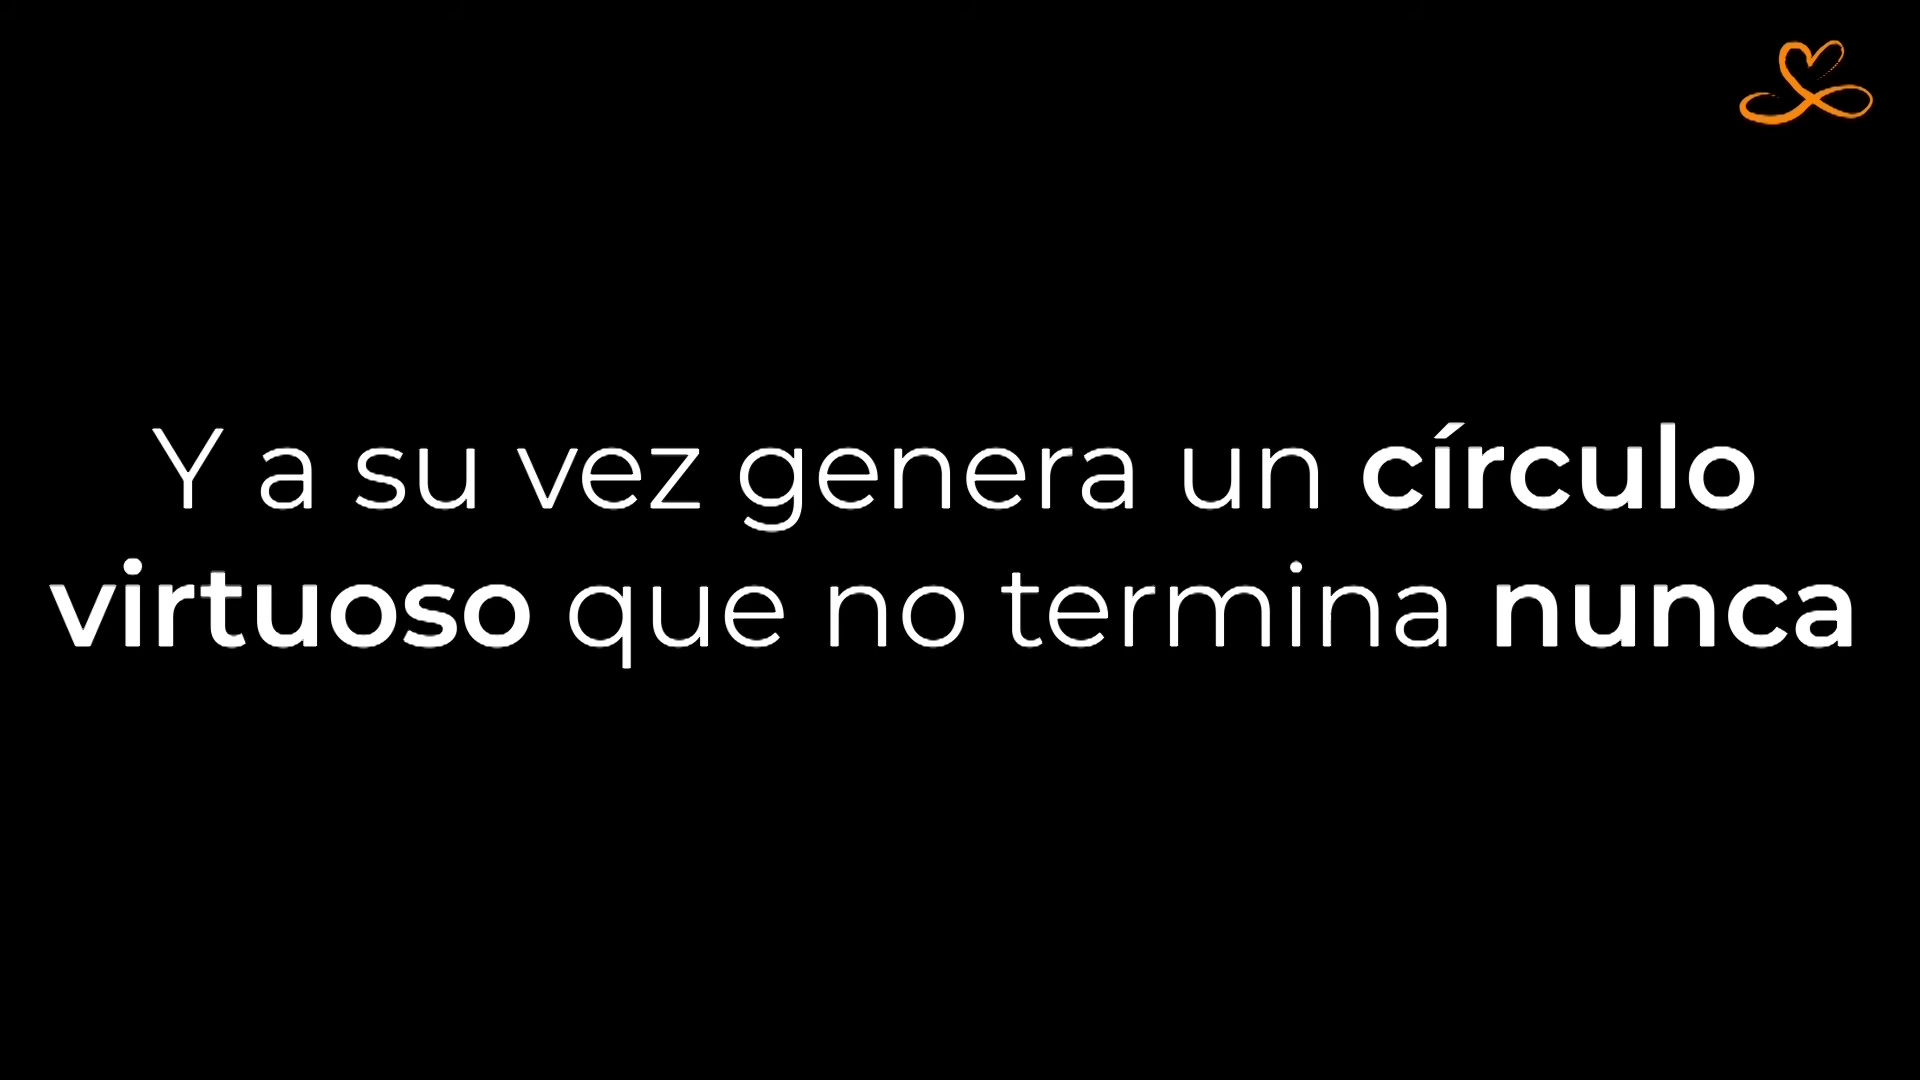 Y a su vez genera un círculo
virtuoso que no termina nunca